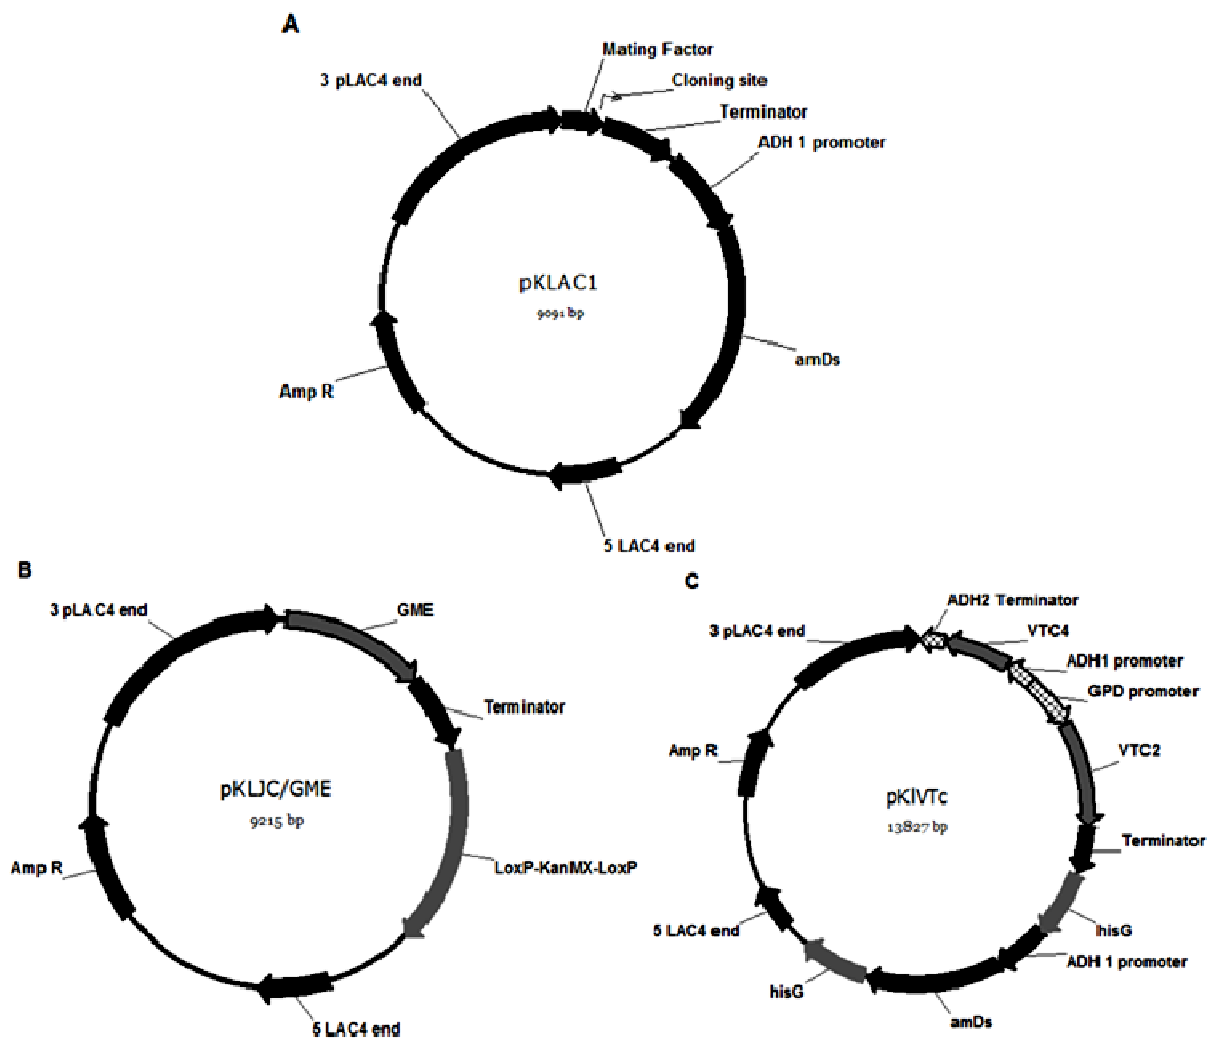 A
Mating Factor
3 pLAC4 end
Cloning site
Terminator
ADH 1 promoter
pKLAC1
9091 bp
amDs
Amp R
5 LAC4 end
B
C
3 pLAC4 end
GME
Terminator
pKLJC/GME
9215 bp
Amp R
LoxP-KanMX-LoxP
5 LAC4 end
ADH2 Terminator
3 pLAC4 end
VTC4
ADH1 promoter
GPD promoter
Amp R
VTC2
pKlVTc
13827 bp
Terminator
5 LAC4 end
hisG
ADH 1 promoter
hisG
amDs